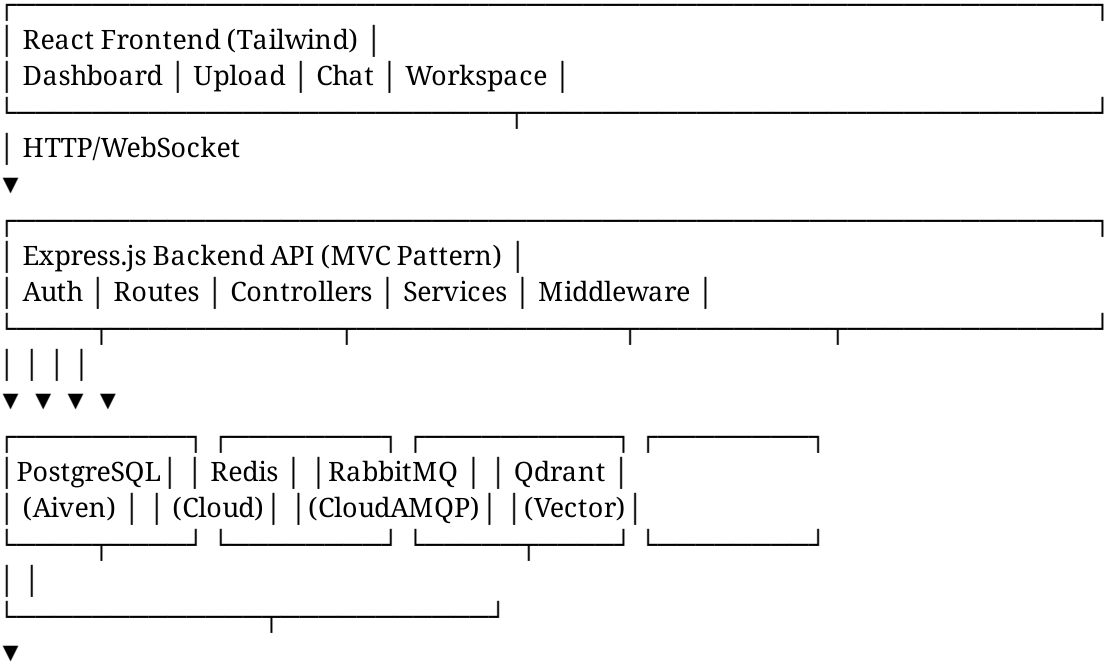 ┌──────────────────────────────────────────────────────────┐
│ React Frontend (Tailwind) │
│ Dashboard │ Upload │ Chat │ Workspace │
└───────────────────────────┬──────────────────────────────┘
│ HTTP/WebSocket
▼
┌──────────────────────────────────────────────────────────┐
│ Express.js Backend API (MVC Pattern) │
│ Auth │ Routes │ Controllers │ Services │ Middleware │
└────┬────────────┬──────────────┬──────────┬─────────────┘
│ │ │ │
▼ ▼ ▼ ▼
┌─────────┐ ┌────────┐ ┌──────────┐ ┌────────┐
│PostgreSQL│ │ Redis │ │RabbitMQ │ │ Qdrant │
│ (Aiven) │ │ (Cloud)│ │(CloudAMQP)│ │(Vector)│
└────┬────┘ └────────┘ └─────┬────┘ └────────┘
│ │
└─────────────┬───────────┘
▼